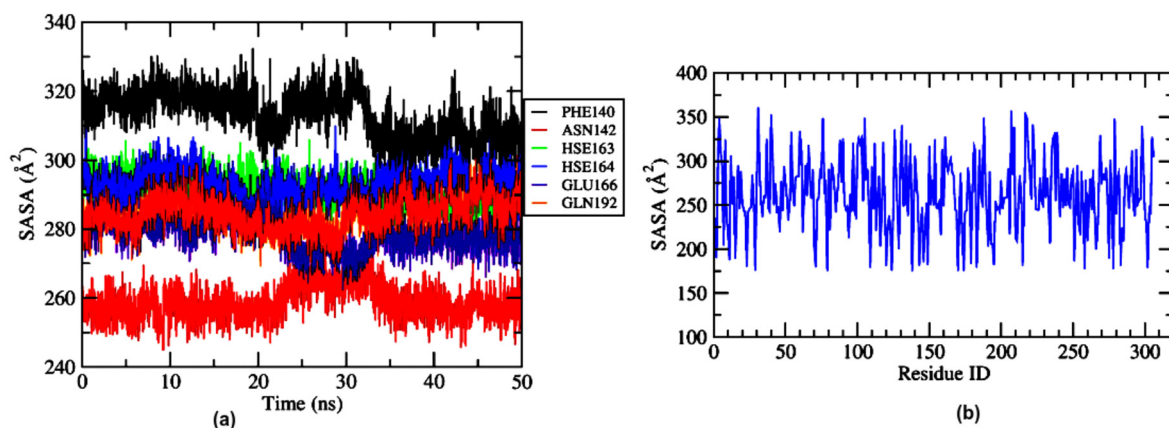 340
320
300
280
260
240
SASA (Å²)
0 10 20 30 40 50
Time (ns)
(a)
PHE140
ASN142
HSE163
HSE164
GLU166
GLN192
400
350
300
250
200
150
100
SASA (Å²)
0 50 100 150 200 250 300
Residue ID
(b)